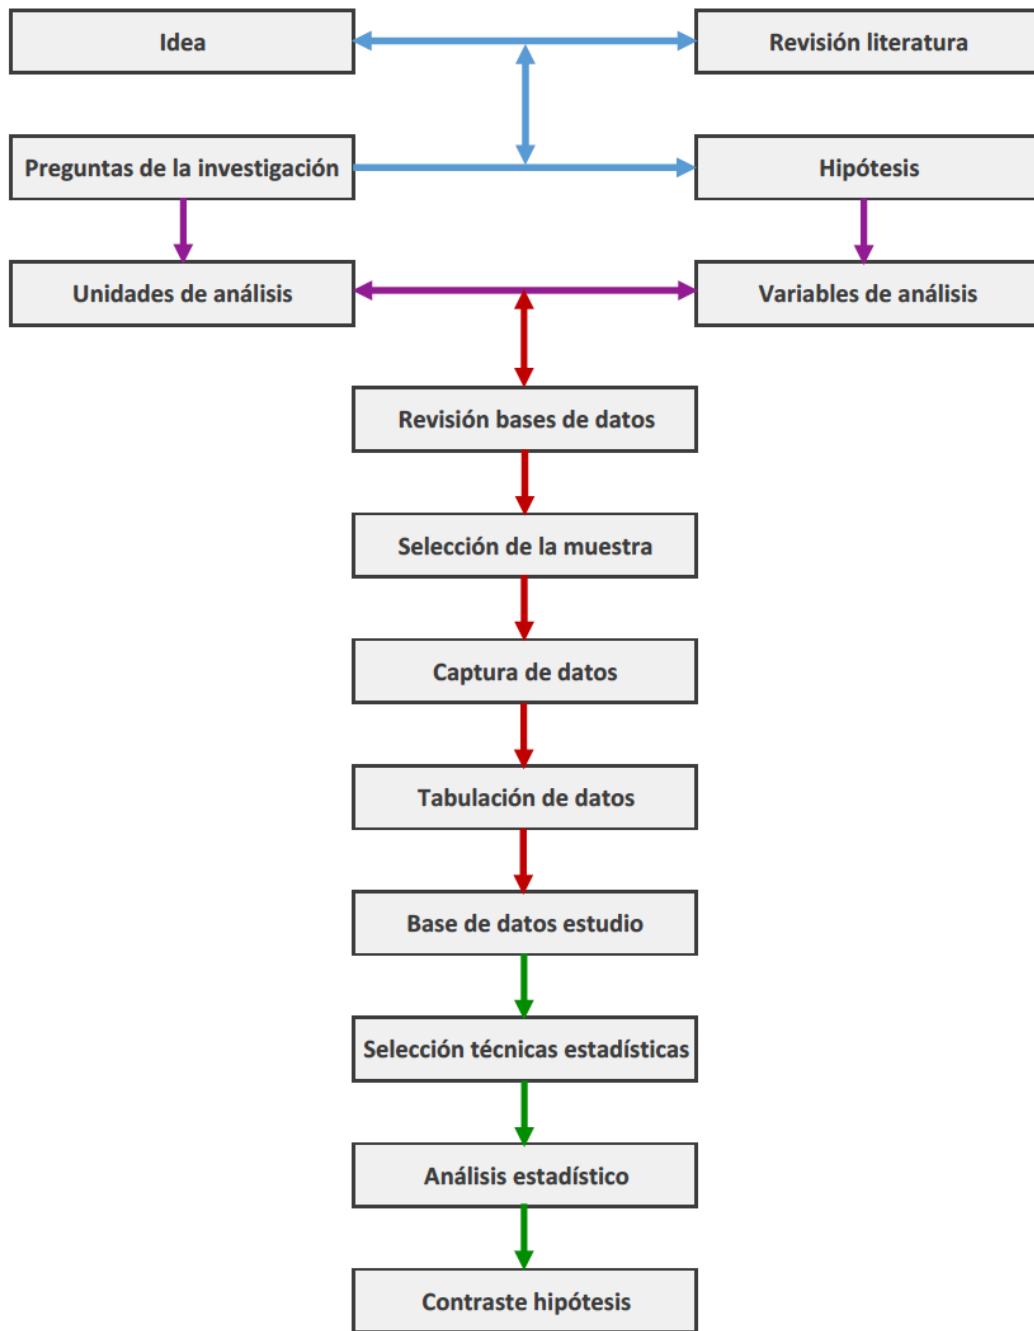 Idea
Revisión literatura
Preguntas de la investigación
Hipótesis
Unidades de análisis
Variables de análisis
Revisión bases de datos
Selección de la muestra
Captura de datos
Tabulación de datos
Base de datos estudio
Selección técnicas estadísticas
Análisis estadístico
Contraste hipótesis